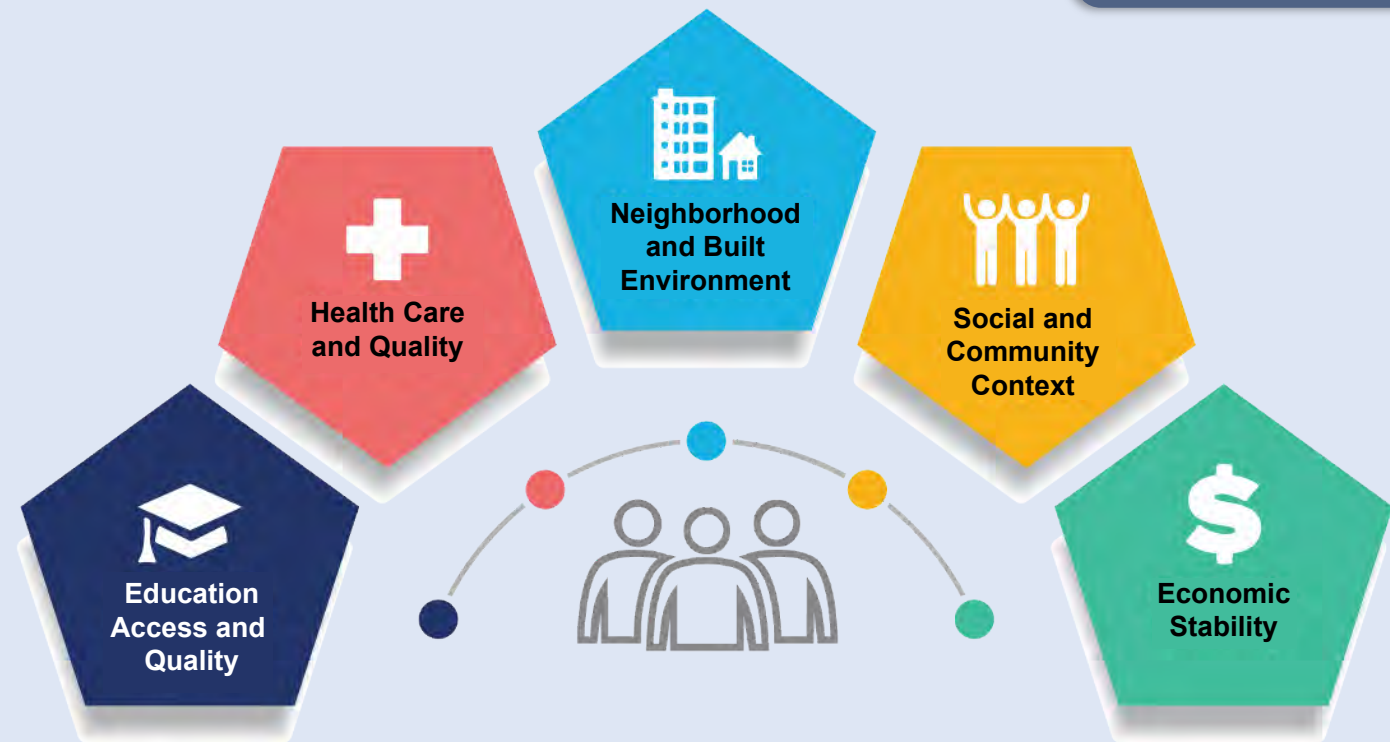 Neighborhood
and Built
Environment
Health Care
and Quality
Social and
Community
Context
Education
Access and
Quality
$
Economic
Stability